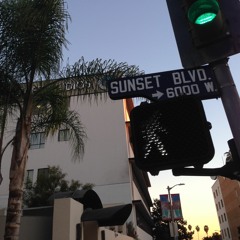 SUNSET BLVD.
→ 6000 W.